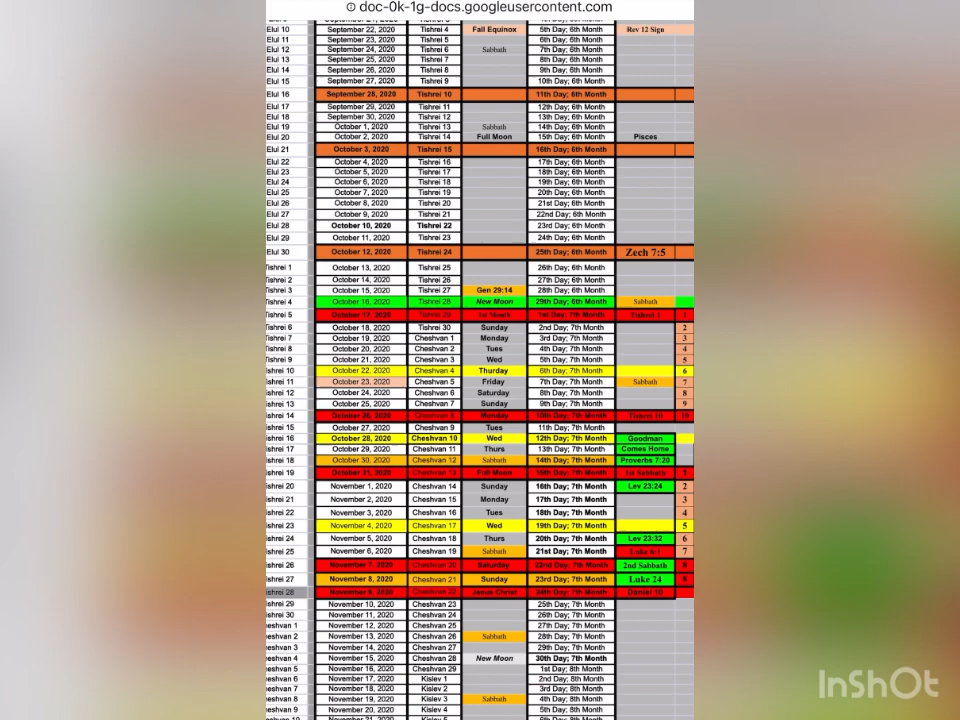 doc-0k-1g-docs.googleusercontent.com
Elul 10 September 22, 2020 Tishrei 4 Fall Equinox 5th Day; 6th Month Rev 12 Sign
Elul 11 September 23, 2020 Tishrei 5 6th Day; 6th Month
Elul 12 September 24, 2020 Tishrei 6 Sabbath 7th Day; 6th Month
Elul 13 September 25, 2020 Tishrei 7 8th Day; 6th Month
Elul 14 September 26, 2020 Tishrei 8 9th Day; 6th Month
Elul 15 September 27, 2020 Tishrei 9 10th Day; 6th Month
Elul 16 September 28, 2020 Tishrei 10 11th Day; 6th Month
Elul 17 September 29, 2020 Tishrei 11 12th Day; 6th Month
Elul 18 September 30, 2020 Tishrei 12 13th Day; 6th Month
Elul 19 October 1, 2020 Tishrei 13 Sabbath 14th Day; 6th Month
Elul 20 October 2, 2020 Tishrei 14 Full Moon 15th Day; 6th Month Pisces
Elul 21 October 3, 2020 Tishrei 15 16th Day; 6th Month
Elul 22 October 4, 2020 Tishrei 16 17th Day; 6th Month
Elul 23 October 5, 2020 Tishrei 17 18th Day; 6th Month
Elul 24 October 6, 2020 Tishrei 18 19th Day; 6th Month
Elul 25 October 7, 2020 Tishrei 19 20th Day; 6th Month
Elul 26 October 8, 2020 Tishrei 20 21st Day; 6th Month
Elul 27 October 9, 2020 Tishrei 21 22nd Day; 6th Month
Elul 28 October 10, 2020 Tishrei 22 23rd Day; 6th Month
Elul 29 October 11, 2020 Tishrei 23 24th Day; 6th Month
Elul 30 October 12, 2020 Tishrei 24 25th Day; 6th Month Zech 7:5
ishrei 1 October 13, 2020 Tishrei 25 26th Day; 6th Month
ishrei 2 October 14, 2020 Tishrei 26 27th Day; 6th Month
ishrei 3 October 15, 2020 Tishrei 27 Gen 29:14 28th Day; 6th Month
ishrei 4 October 16, 2020 Tishrei 28 New Moon 29th Day; 6th Month Sabbath
ishrei 5 October 17, 2020 Tishrei 29 1st Month 1st Day; 7th Month Tishrei 1 1
ishrei 6 October 18, 2020 Tishrei 30 Sunday 2nd Day; 7th Month 2
ishrei 7 October 19, 2020 Cheshvan 1 Monday 3rd Day; 7th Month 3
ishrei 8 October 20, 2020 Cheshvan 2 Tues 4th Day; 7th Month 4
ishrei 9 October 21, 2020 Cheshvan 3 Wed 5th Day; 7th Month 5
ishrei 10 October 22, 2020 Cheshvan 4 Thurday 6th Day; 7th Month 6
ishrei 11 October 23, 2020 Cheshvan 5 Friday 7th Day; 7th Month Sabbath 7
ishrei 12 October 24, 2020 Cheshvan 6 Saturday 8th Day; 7th Month 8
ishrei 13 October 25, 2020 Cheshvan 7 Sunday 9th Day; 7th Month 9
ishrei 14 October 26, 2020 Cheshvan 8 Monday 10th Day; 7th Month Tishrei 10 10
ishrei 15 October 27, 2020 Cheshvan 9 Tues 11th Day; 7th Month
ishrei 16 October 28, 2020 Cheshvan 10 Wed 12th Day; 7th Month Goodman
ishrei 17 October 29, 2020 Cheshvan 11 Thurs 13th Day; 7th Month Comes Home
ishrei 18 October 30, 2020 Cheshvan 12 Sabbath 14th Day; 7th Month Proverbs 7:20
ishrei 19 October 31, 2020 Cheshvan 13 Full Moon 15th Day; 7th Month 1st Sabbath 1
ishrei 20 November 1, 2020 Cheshvan 14 Sunday 16th Day; 7th Month Lev 23:24 2
ishrei 21 November 2, 2020 Cheshvan 15 Monday 17th Day; 7th Month 3
ishrei 22 November 3, 2020 Cheshvan 16 Tues 18th Day; 7th Month 4
ishrei 23 November 4, 2020 Cheshvan 17 Wed 19th Day; 7th Month 5
ishrei 24 November 5, 2020 Cheshvan 18 Thurs 20th Day; 7th Month Lev 23:32 6
ishrei 25 November 6, 2020 Cheshvan 19 Sabbath 21st Day; 7th Month Luke 6:1 7
ishrei 26 November 7, 2020 Cheshvan 20 Saturday 22nd Day; 7th Month 2nd Sabbath 8
ishrei 27 November 8, 2020 Cheshvan 21 Sunday 23rd Day; 7th Month Luke 24
ishrei 28 November 9, 2020 Cheshvan 22 Jesus Christ 24th Day; 7th Month Daniel 10
ishrei 29 November 10, 2020 Cheshvan 23 25th Day; 7th Month
ishrei 30 November 11, 2020 Cheshvan 24 26th Day; 7th Month
eshvan 1 November 12, 2020 Cheshvan 25 27th Day; 7th Month
eshvan 2 November 13, 2020 Cheshvan 26 Sabbath 28th Day; 7th Month
eshvan 3 November 14, 2020 Cheshvan 27 29th Day; 7th Month
eshvan 4 November 15, 2020 Cheshvan 28 New Moon 30th Day; 7th Month
eshvan 5 November 16, 2020 Cheshvan 29 1st Day; 8th Month
eshvan 6 November 17, 2020 Kislev 1 2nd Day; 8th Month
eshvan 7 November 18, 2020 Kislev 2 3rd Day; 8th Month
eshvan 8 November 19, 2020 Kislev 3 Sabbath 4th Day; 8th Month
eshvan 9 November 20, 2020 Kislev 4 5th Day; 8th Month
InShOt